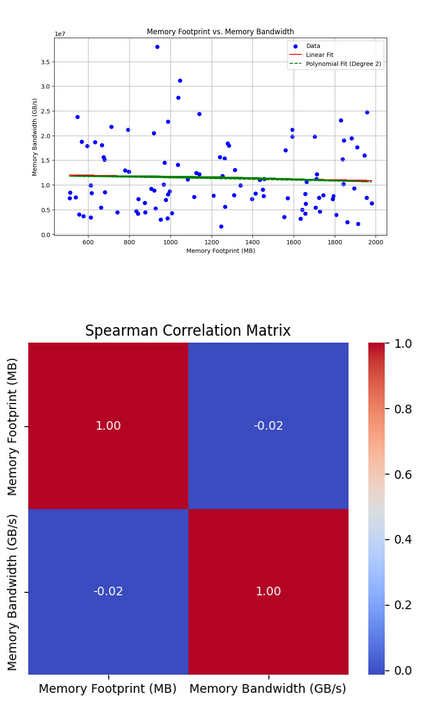 Memory Footprint vs. Memory Bandwidth
1e7
Data
Linear Fit
Polynomial Fit (Degree 2)
3.5
3.0
2.5
2.0
1.5
1.0
0.5
0.0
Memory Bandwidth (GB/s)
600 800 1000 1200 1400 1600 1800 2000
Memory Footprint (MB)
Spearman Correlation Matrix
Memory Footprint (MB)
Memory Bandwidth (GB/s)
1.00 -0.02
-0.02 1.00
Memory Footprint (MB) Memory Bandwidth (GB/s)
1.0
0.8
0.6
0.4
0.2
0.0